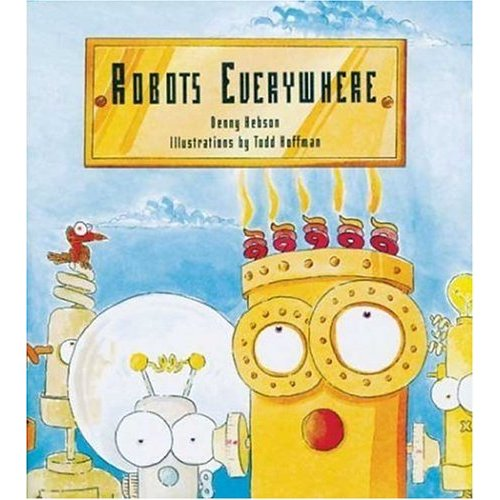 ROBOTS EVERYWHERE
Denny Hebson
Illustrations by Todd Hoffman